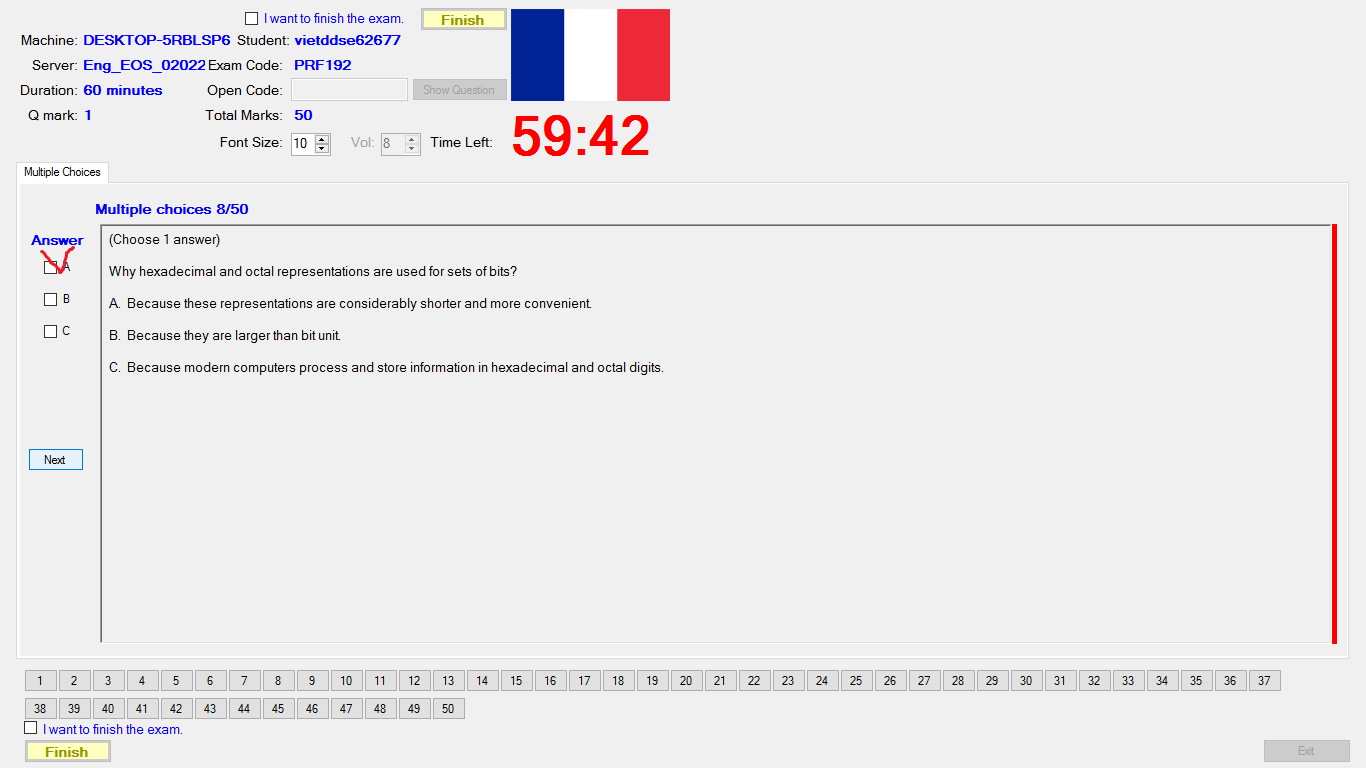 I want to finish the exam. Finish
Machine: DESKTOP-5RBLSP6 Student: vietddse62677
Server: Eng_EOS_02022 Exam Code: PRF192
Duration: 60 minutes Open Code: Show Question
Q mark: 1 Total Marks: 50
Font Size: 10 Vol: 8 Time Left: 59:42
Multiple Choices
Multiple choices 8/50
Answer
(Choose 1 answer)
A
Why hexadecimal and octal representations are used for sets of bits?
B
A. Because these representations are considerably shorter and more convenient.
C
B. Because they are larger than bit unit.
C. Because modern computers process and store information in hexadecimal and octal digits.
Next
1 2 3 4 5 6 7 8 9 10 11 12 13 14 15 16 17 18 19 20 21 22 23 24 25 26 27 28 29 30 31 32 33 34 35 36 37
38 39 40 41 42 43 44 45 46 47 48 49 50
I want to finish the exam.
Finish Exit